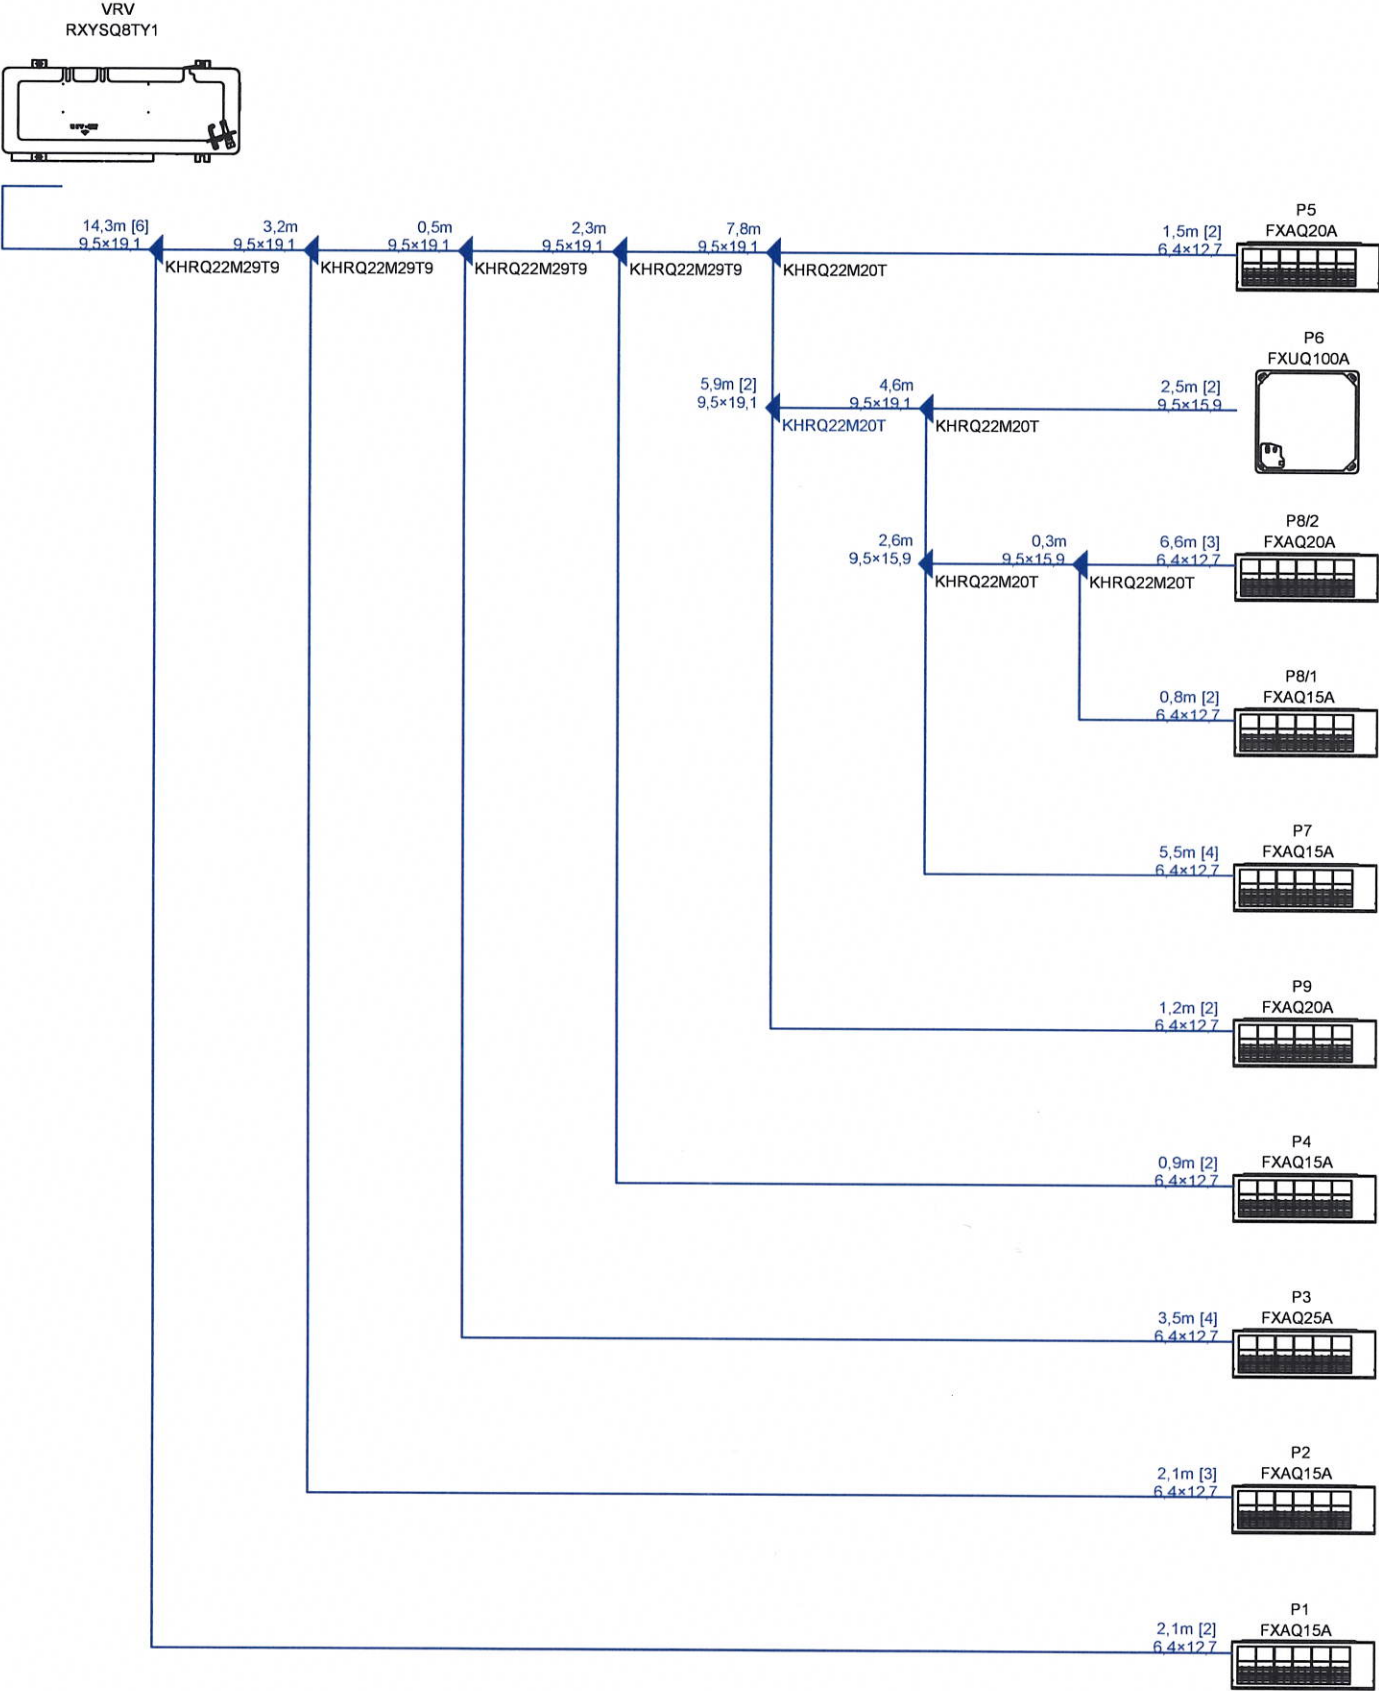 VRV
RXYSQ8TY1
14,3m [6]
9,5×19,1
KHRQ22M29T9
3,2m
9,5×19,1
KHRQ22M29T9
0,5m
9,5×19,1
KHRQ22M29T9
2,3m
9,5×19,1
KHRQ22M29T9
7,8m
9,5×19,1
KHRQ22M20T
1,5m [2]
6,4×12,7
P5
FXAQ20A
5,9m [2]
9,5×19,1
KHRQ22M20T
4,6m
9,5×19,1
KHRQ22M20T
2,5m [2]
9,5×15,9
P6
FXUQ100A
2,6m
9,5×15,9
KHRQ22M20T
0,3m
9,5×15,9
KHRQ22M20T
6,6m [3]
6,4×12,7
P8/2
FXAQ20A
0,8m [2]
6,4×12,7
P8/1
FXAQ15A
5,5m [4]
6,4×12,7
P7
FXAQ15A
1,2m [2]
6,4×12,7
P9
FXAQ20A
0,9m [2]
6,4×12,7
P4
FXAQ15A
3,5m [4]
6,4×12,7
P3
FXAQ25A
2,1m [3]
6,4×12,7
P2
FXAQ15A
2,1m [2]
6,4×12,7
P1
FXAQ15A